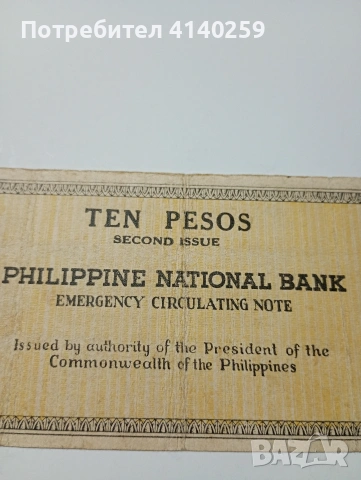 Потребител 4140259
TEN PESOS
SECOND ISSUE
PHILIPPINE NATIONAL BANK
EMERGENCY CIRCULATING NOTE
Issued by authority of the President of the
Commonwealth of the Philippines
BAZAR